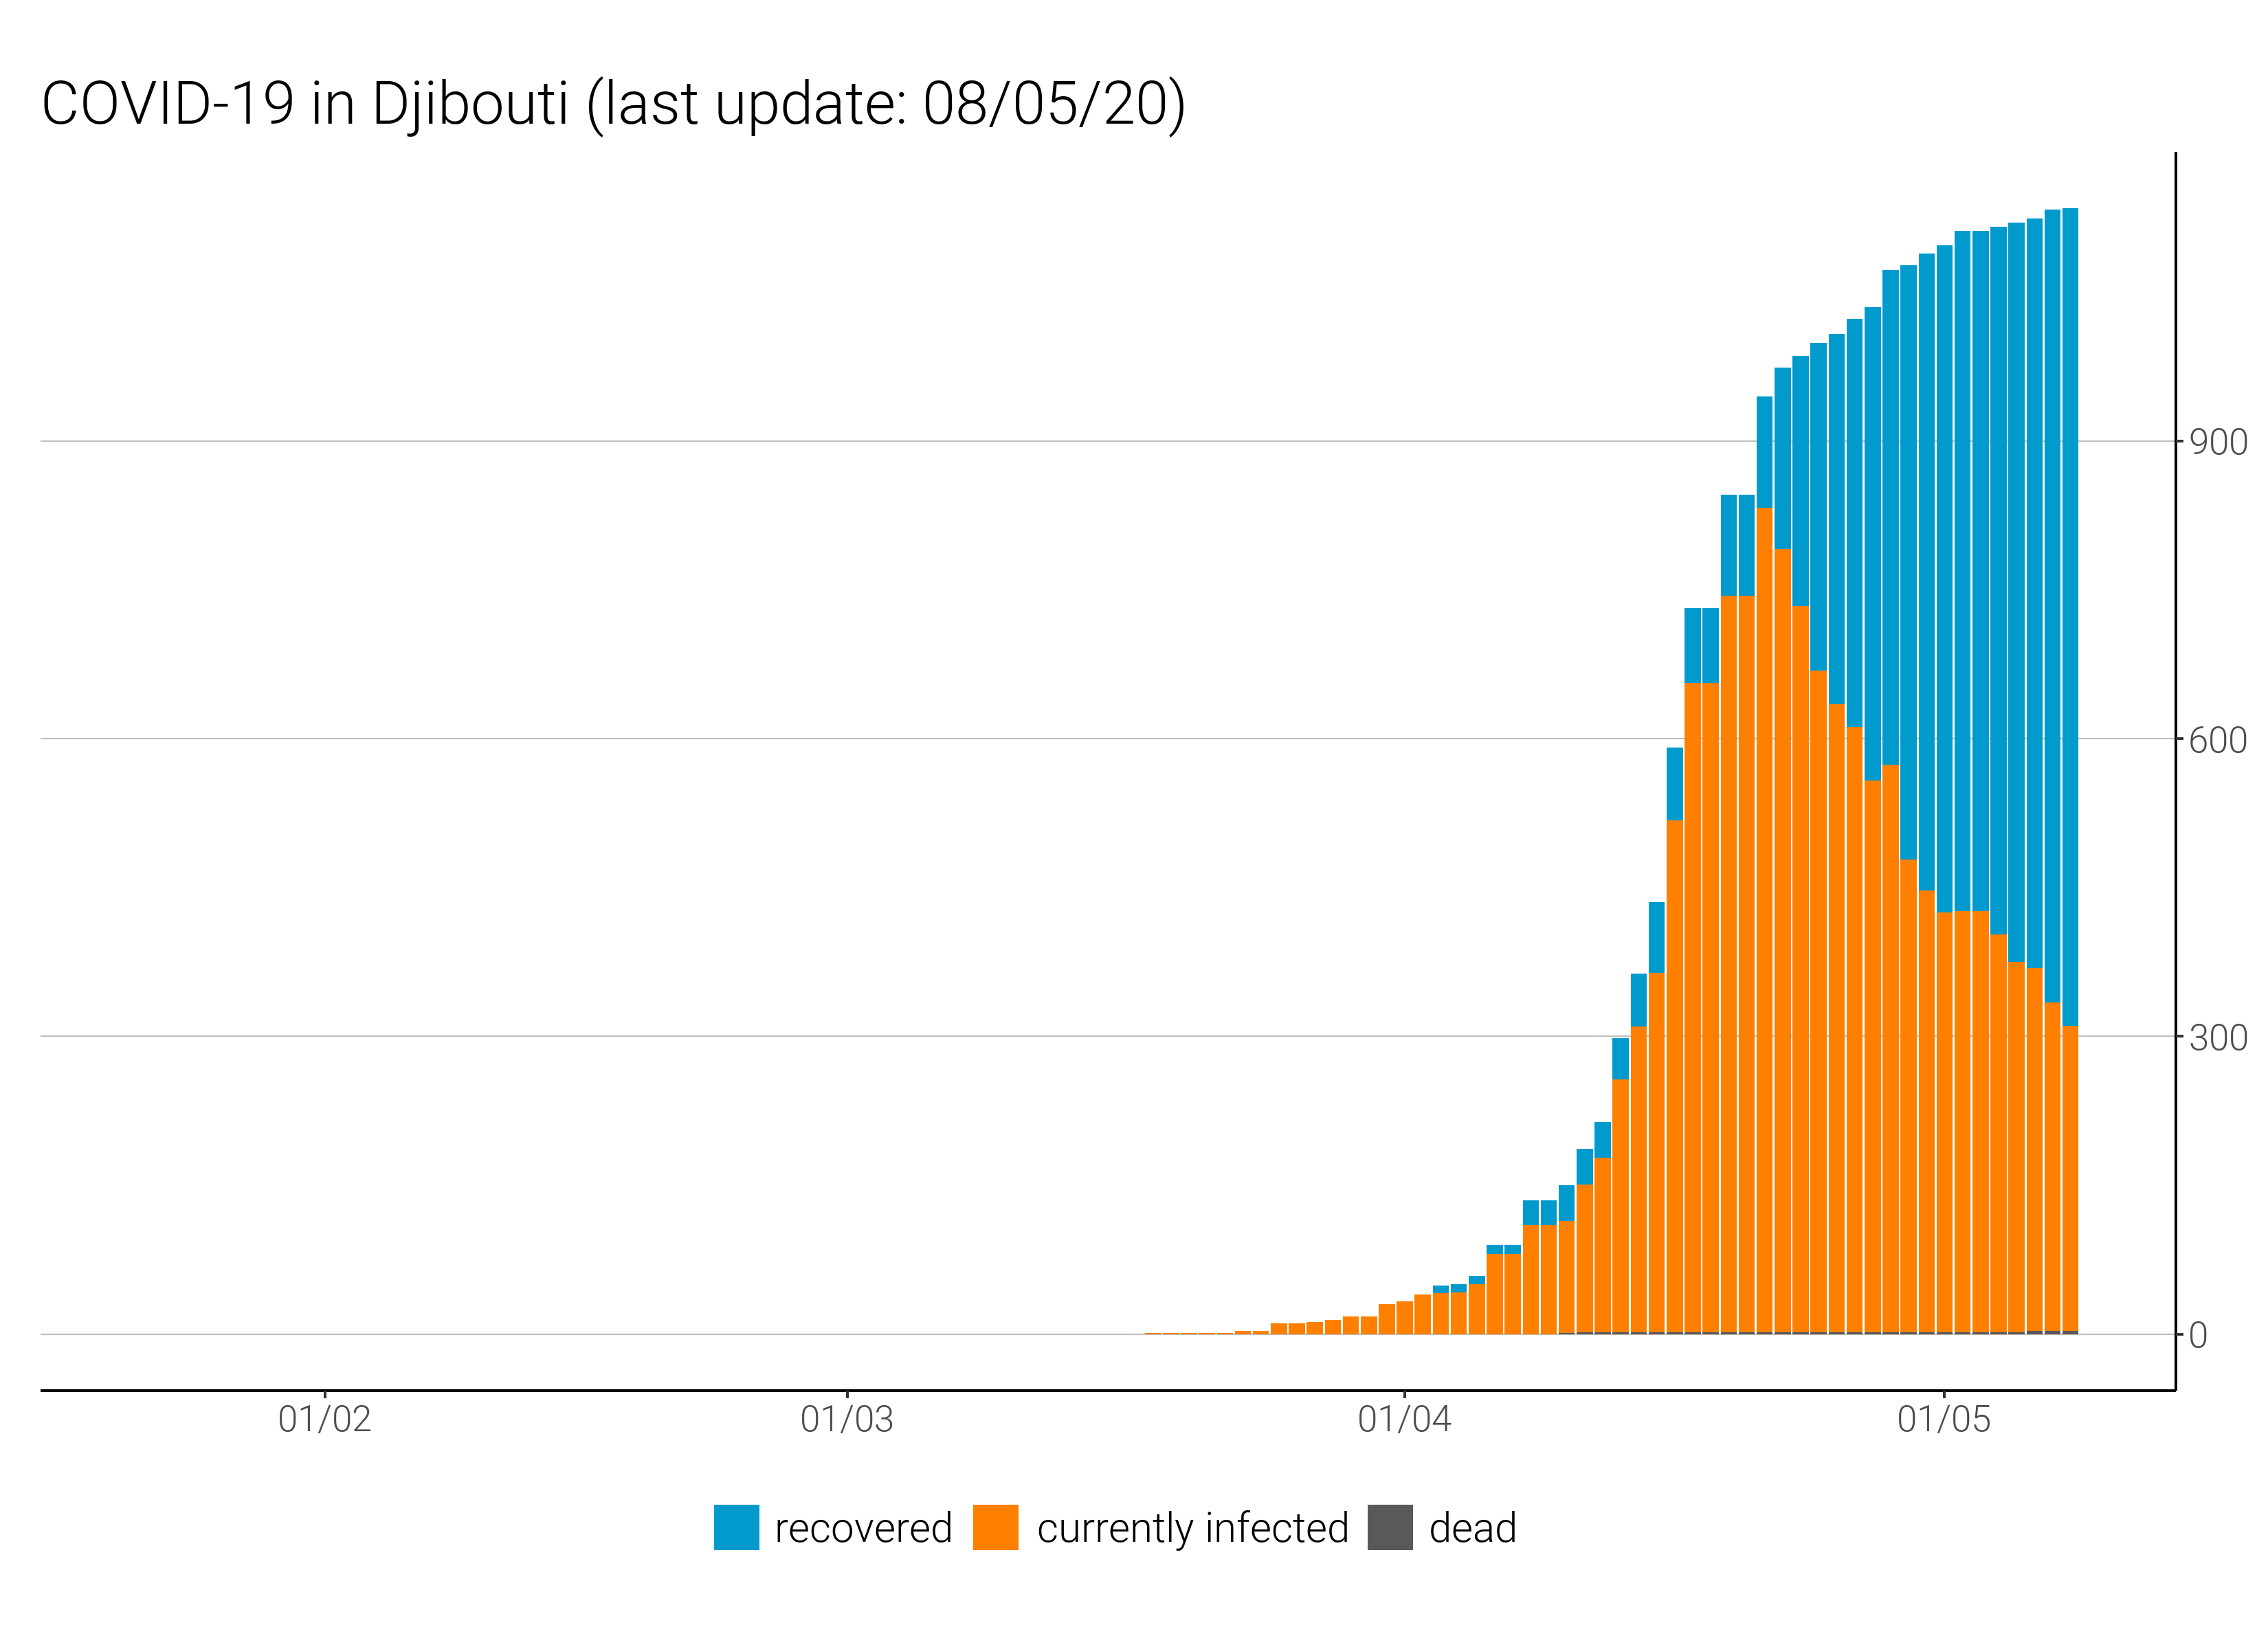 COVID-19 in Djibouti (last update: 08/05/20)
900
600
300
0
01/02 01/03 01/04 01/05
recovered currently infected dead